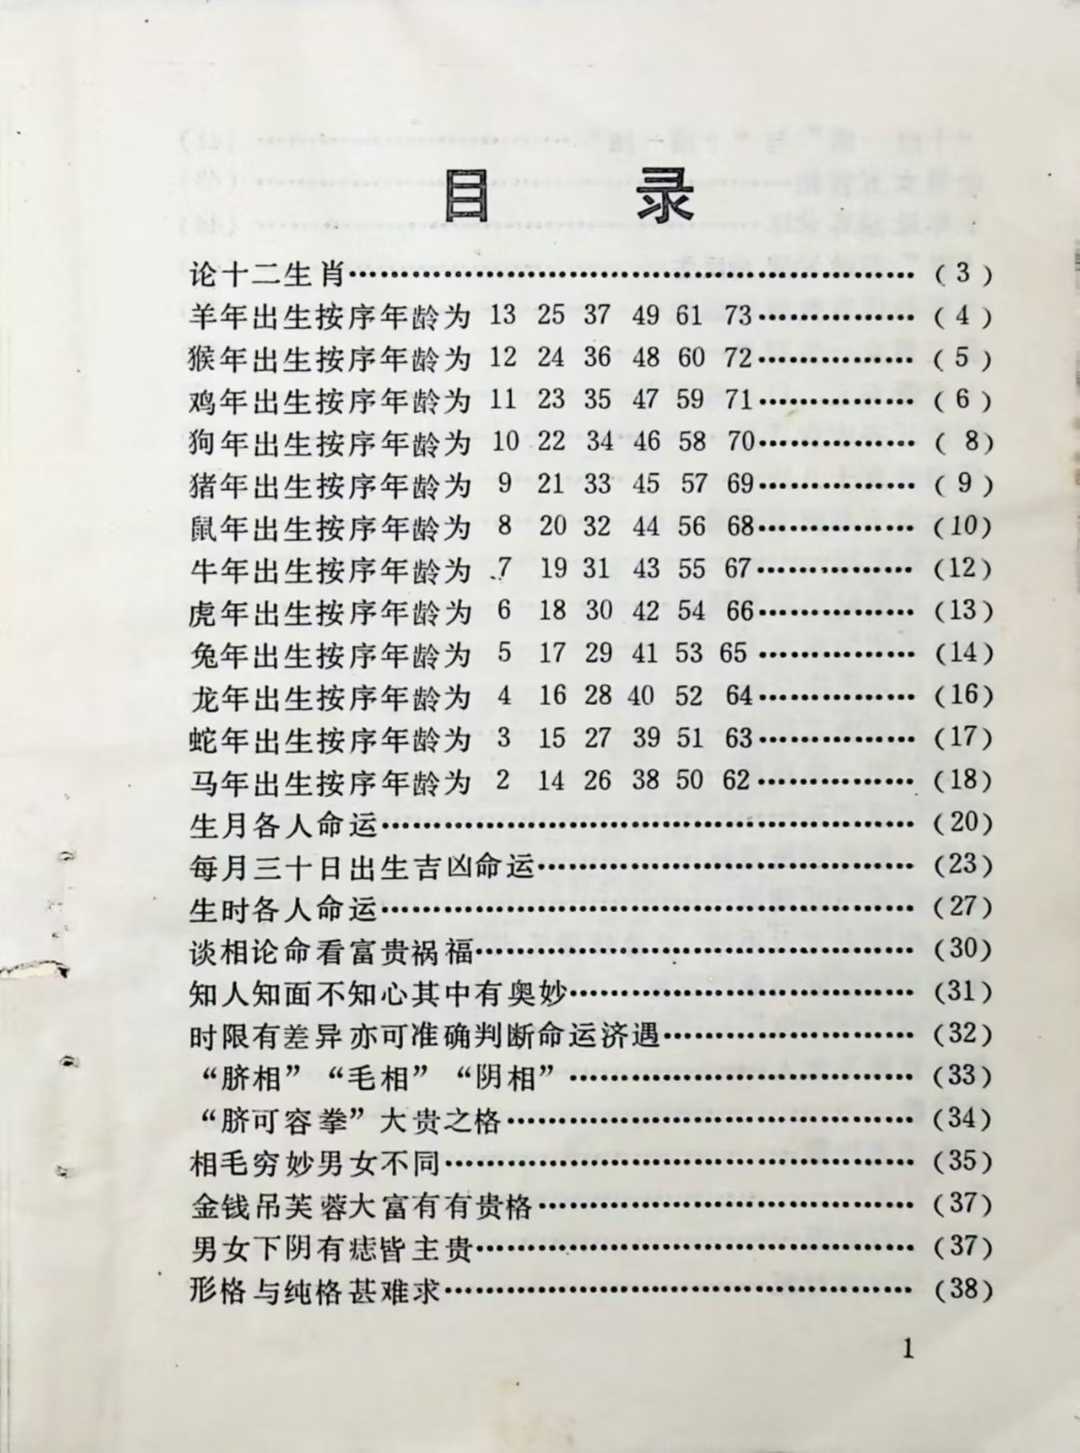 目 录
论十二生肖……………………………………………(3)
羊年出生按序年龄为 13 25 37 49 61 73……………(4)
猴年出生按序年龄为 12 24 36 48 60 72……………(5)
鸡年出生按序年龄为 11 23 35 47 59 71……………(6)
狗年出生按序年龄为 10 22 34 46 58 70……………(8)
猪年出生按序年龄为 9 21 33 45 57 69……………(9)
鼠年出生按序年龄为 8 20 32 44 56 68……………(10)
牛年出生按序年龄为 7 19 31 43 55 67……………(12)
虎年出生按序年龄为 6 18 30 42 54 66……………(13)
兔年出生按序年龄为 5 17 29 41 53 65……………(14)
龙年出生按序年龄为 4 16 28 40 52 64……………(16)
蛇年出生按序年龄为 3 15 27 39 51 63……………(17)
马年出生按序年龄为 2 14 26 38 50 62……………(18)
生月各人命运…………………………………………(20)
每月三十日出生吉凶命运……………………………(23)
生时各人命运…………………………………………(27)
谈相论命看富贵祸福…………………………………(30)
知人知面不知心其中有奥妙…………………………(31)
时限有差异亦可准确判断命运济遇…………………(32)
“脐相”“毛相”“阴相”…………………………(33)
“脐可容拳”大贵之格………………………………(34)
相毛穷妙男女不同……………………………………(35)
金钱吊芙蓉大富有有贵格……………………………(37)
男女下阴有痣皆主贵…………………………………(37)
形格与纯格甚难求……………………………………(38)
1